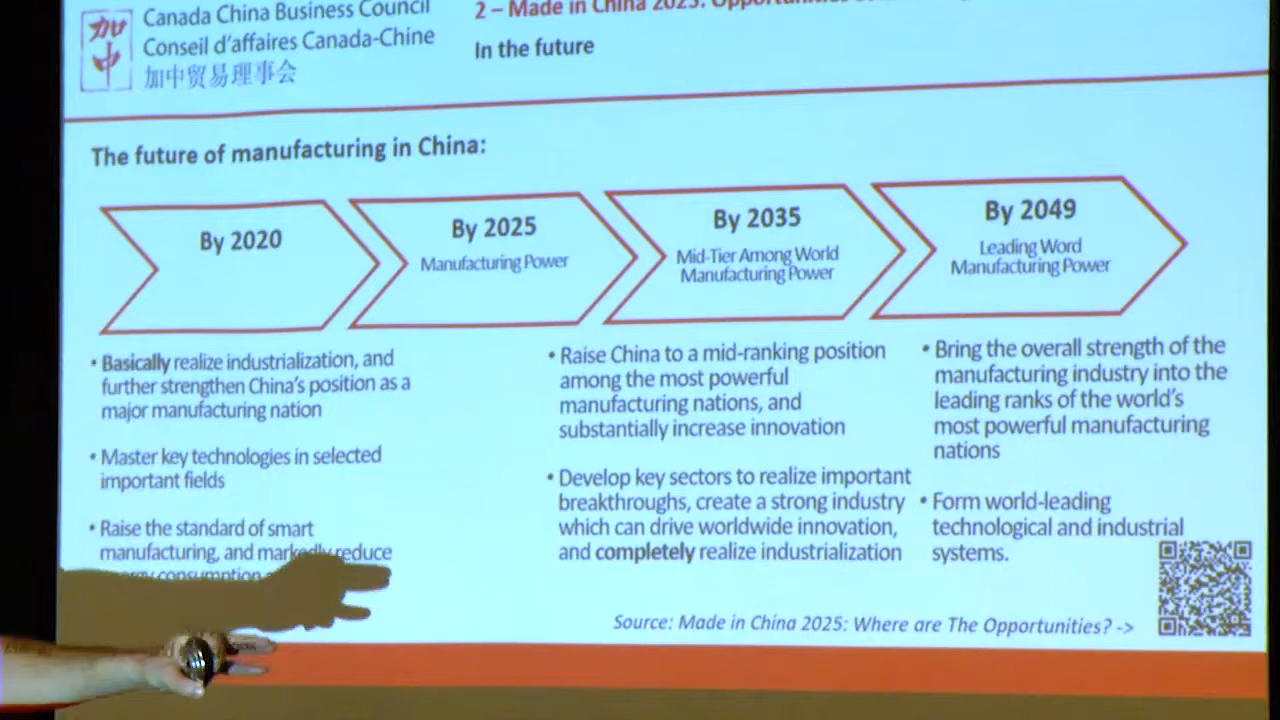 加中
Canada China Business Council
Conseil d'affaires Canada-Chine
加中贸易理事会
2 – Made in China 2025:
In the future
The future of manufacturing in China:
By 2020
By 2025
Manufacturing Power
By 2035
Mid-Tier Among World
Manufacturing Power
By 2049
Leading Word
Manufacturing Power
• Basically realize industrialization, and
further strengthen China's position as a
major manufacturing nation
• Master key technologies in selected
important fields
• Raise the standard of smart
manufacturing, and markedly reduce
consumption
• Raise China to a mid-ranking position
among the most powerful
manufacturing nations, and
substantially increase innovation
• Develop key sectors to realize important
breakthroughs, create a strong industry
which can drive worldwide innovation,
and completely realize industrialization
• Bring the overall strength of the
manufacturing industry into the
leading ranks of the world's
most powerful manufacturing
nations
• Form world-leading
technological and industrial
systems.
Source: Made in China 2025: Where are The Opportunities? ->